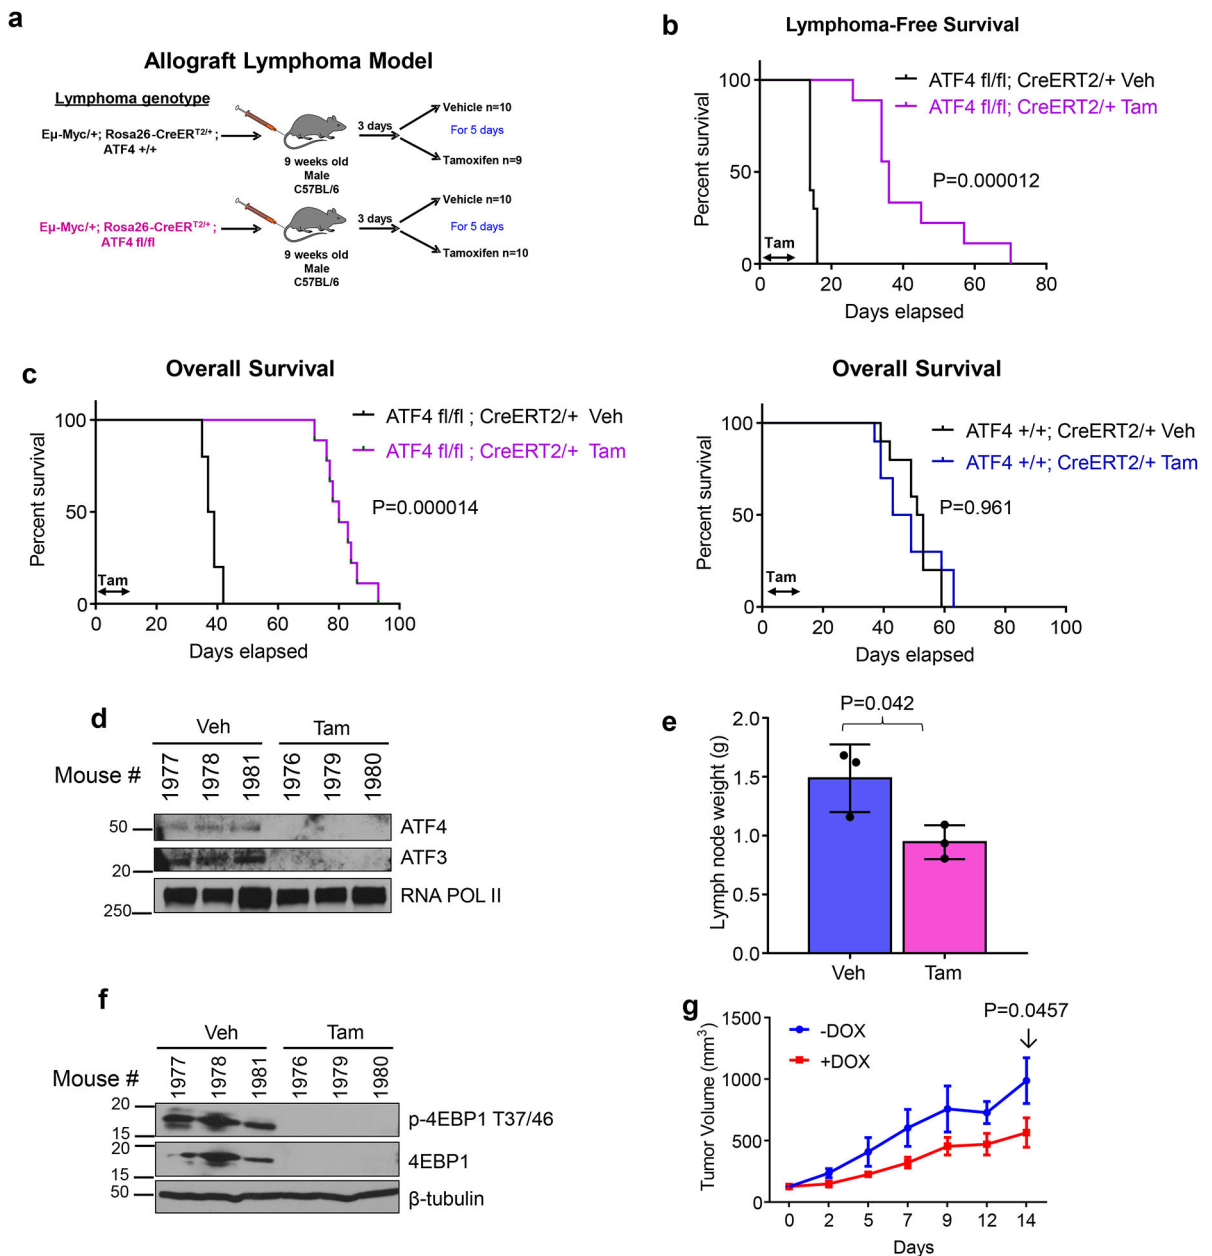 a
Allograft Lymphoma Model
Lymphoma genotype
Eµ-Myc/+; Rosa26-CreERT2/+ ;
ATF4 +/+
9 weeks old
Male
C57BL/6
3 days
Vehicle n=10
For 5 days
Tamoxifen n=9
Eµ-Myc/+; Rosa26-CreERT2/+ ;
ATF4 fl/fl
9 weeks old
Male
C57BL/6
3 days
Vehicle n=10
For 5 days
Tamoxifen n=10
b
Lymphoma-Free Survival
ATF4 fl/fl; CreERT2/+ Veh
ATF4 fl/fl; CreERT2/+ Tam
P=0.000012
Percent survival
100
50
0
Tam
0 20 40 60 80
Days elapsed
c
Overall Survival
ATF4 fl/fl ; CreERT2/+ Veh
ATF4 fl/fl ; CreERT2/+ Tam
P=0.000014
Percent survival
100
50
0
Tam
0 20 40 60 80 100
Days elapsed
Overall Survival
ATF4 +/+; CreERT2/+ Veh
ATF4 +/+; CreERT2/+ Tam
P=0.961
Percent survival
100
50
0
Tam
0 20 40 60 80 100
Days elapsed
d
Veh Tam
Mouse # 1977 1978 1981 1976 1979 1980
50 ATF4
20 ATF3
250 RNA POL II
e
P=0.042
Lymph node weight (g)
2.0
1.5
1.0
0.5
0.0
Veh Tam
f
Veh Tam
Mouse # 1977 1978 1981 1976 1979 1980
20
15
p-4EBP1 T37/46
20
15
4EBP1
50 β-tubulin
g
P=0.0457
-DOX
+DOX
Tumor Volume (mm3)
1500
1000
500
0
0 2 5 7 9 12 14
Days